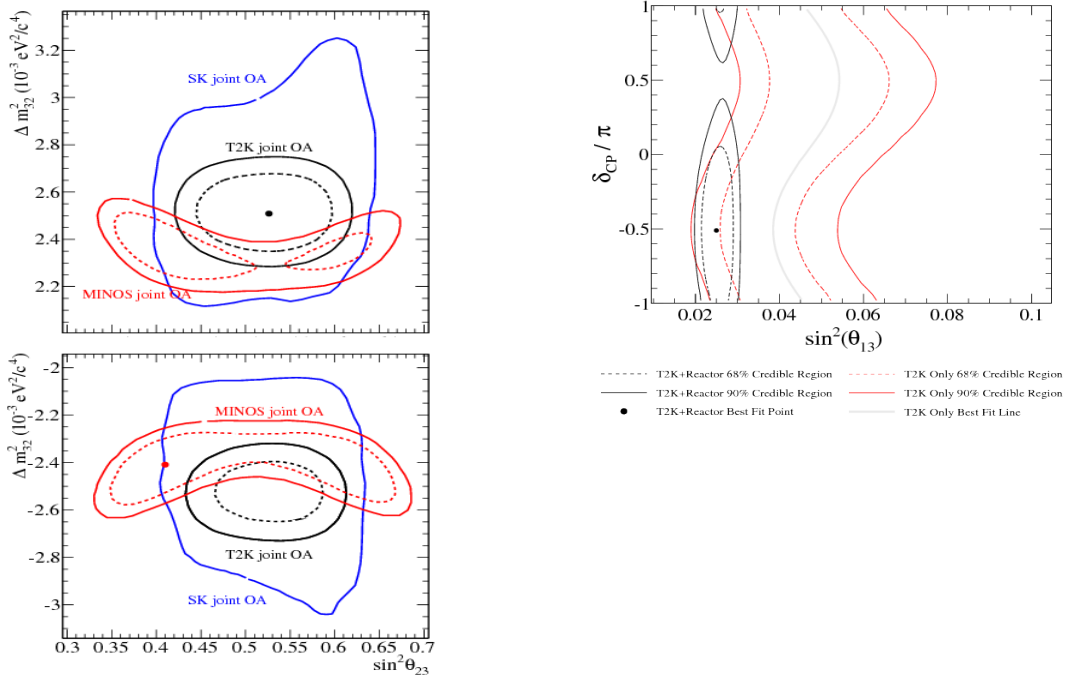 Δ m²₃₂ (10⁻³ eV²/c⁴)
3.2
3
2.8
2.6
2.4
2.2
SK joint OA
T2K joint OA
MINOS joint OA
Δ m²₃₂ (10⁻³ eV²/c⁴)
-2
-2.2
-2.4
-2.6
-2.8
-3
MINOS joint OA
T2K joint OA
SK joint OA
0.3 0.35 0.4 0.45 0.5 0.55 0.6 0.65 0.7
sin²θ₂₃
δCP / π
1
0.5
0
-0.5
-1
0.02 0.04 0.06 0.08 0.1
sin²(θ₁₃)
T2K+Reactor 68% Credible Region
T2K+Reactor 90% Credible Region
T2K+Reactor Best Fit Point
T2K Only 68% Credible Region
T2K Only 90% Credible Region
T2K Only Best Fit Line